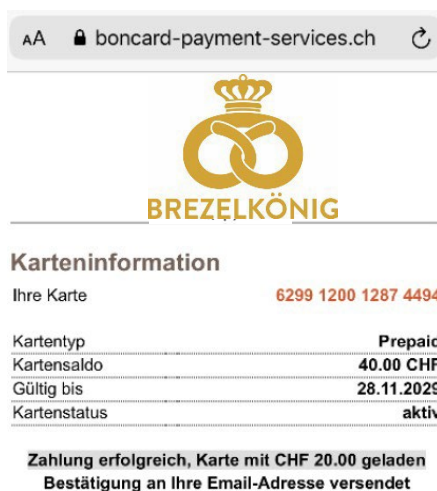 AA boncard-payment-services.ch
BREZELKÖNIG
Karteninformation
Ihre Karte 6299 1200 1287 4494
Kartentyp Prepaid
Kartensaldo 40.00 CHF
Gültig bis 28.11.2029
Kartenstatus aktiv
Zahlung erfolgreich, Karte mit CHF 20.00 geladen
Bestätigung an Ihre Email-Adresse versendet